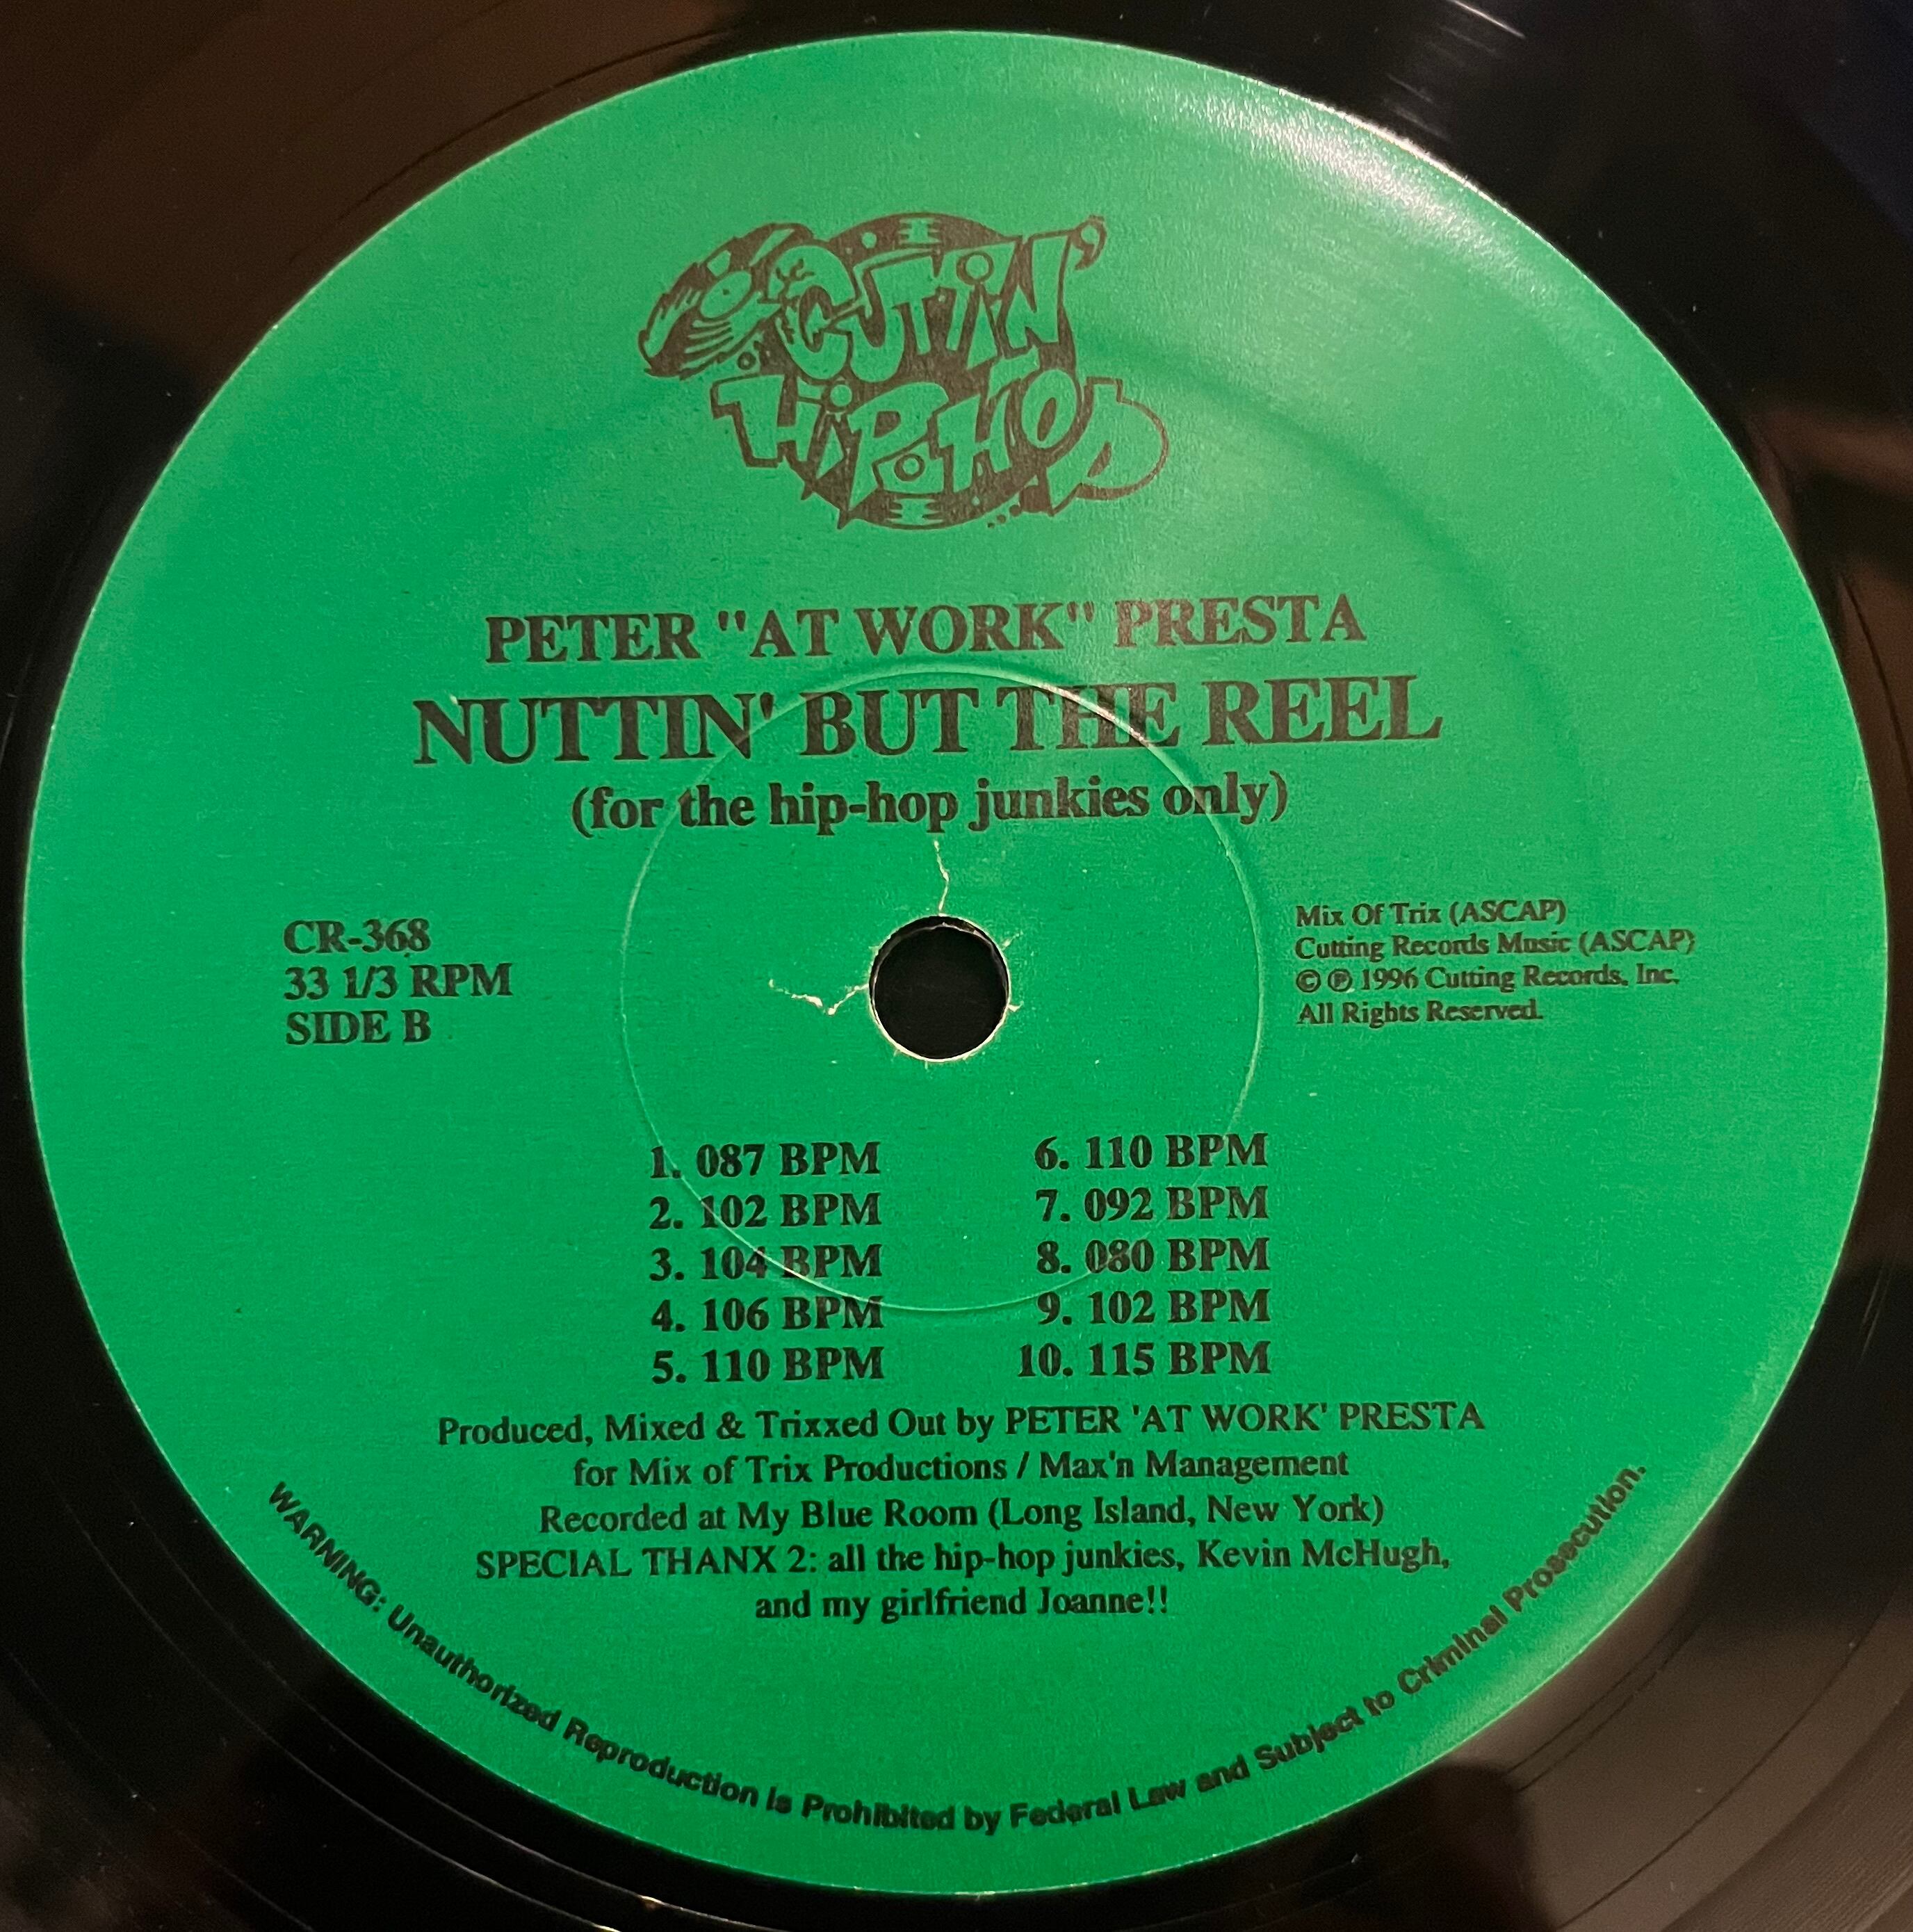 CUTTIN'
HIP HOP
PETER "AT WORK" PRESTA
NUTTIN' BUT THE REEL
(for the hip-hop junkies only)
CR-368
33 1/3 RPM
SIDE B
Mix Of Trix (ASCAP)
Cutting Records Music (ASCAP)
© ℗ 1996 Cutting Records, Inc.
All Rights Reserved.
1. 087 BPM
2. 102 BPM
3. 104 BPM
4. 106 BPM
5. 110 BPM
6. 110 BPM
7. 092 BPM
8. 080 BPM
9. 102 BPM
10. 115 BPM
Produced, Mixed & Trixxed Out by PETER 'AT WORK' PRESTA
for Mix of Trix Productions / Max'n Management
Recorded at My Blue Room (Long Island, New York)
SPECIAL THANX 2: all the hip-hop junkies, Kevin McHugh,
and my girlfriend Joanne!!
WARNING: Unauthorized Reproduction Is Prohibited by Federal Law and Subject to Criminal Prosecution.